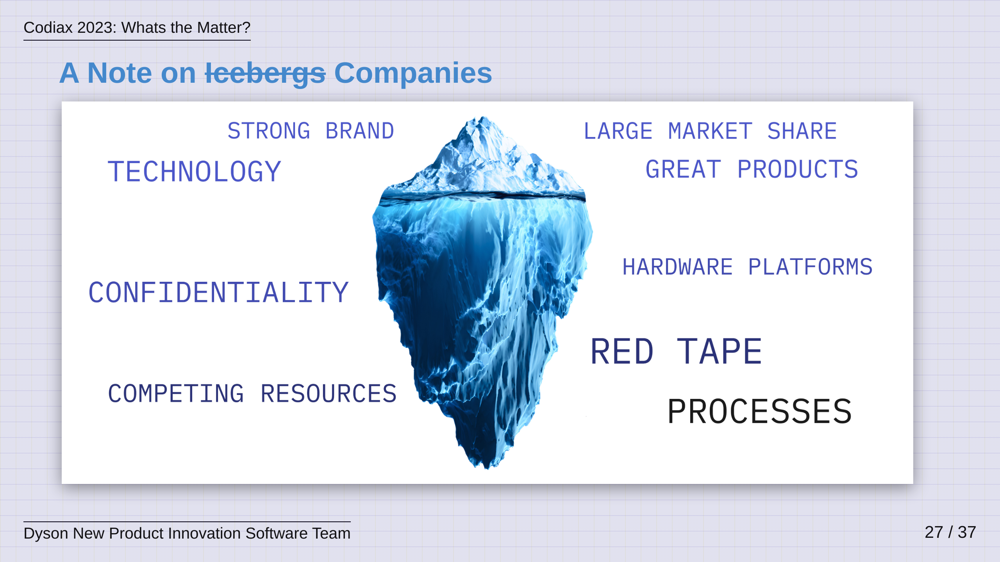 Codiax 2023: Whats the Matter?
A Note on Icebergs Companies
STRONG BRAND
LARGE MARKET SHARE
TECHNOLOGY
GREAT PRODUCTS
HARDWARE PLATFORMS
CONFIDENTIALITY
RED TAPE
COMPETING RESOURCES
PROCESSES
Dyson New Product Innovation Software Team
27 / 37